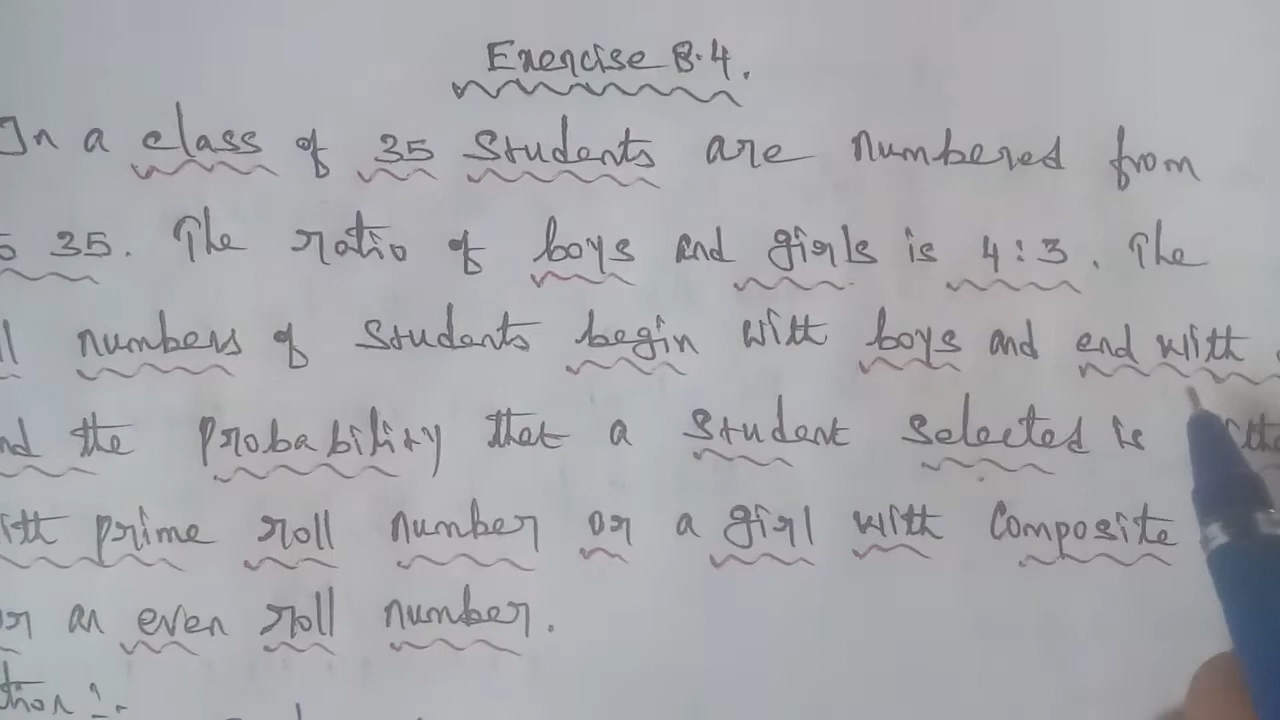 Exercise 8.4.
In a class of 35 students are numbered from
35. The ratio of boys and girls is 4:3. The
numbers of students begin with boys and end with
the probability that a student selected is
prime roll number or a girl with composite
an even roll number.